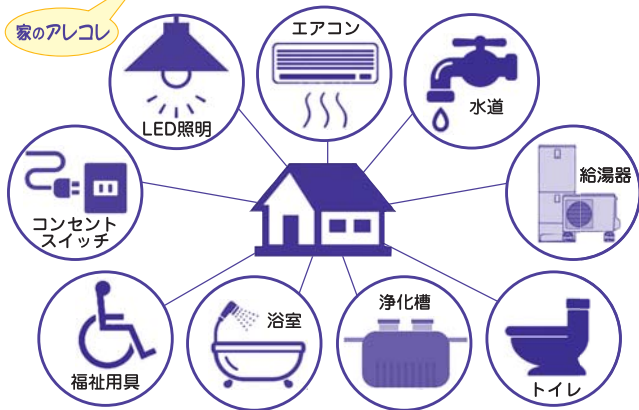 家のアレコレ
LED照明
エアコン
水道
コンセント
スイッチ
給湯器
福祉用具
浴室
浄化槽
トイレ